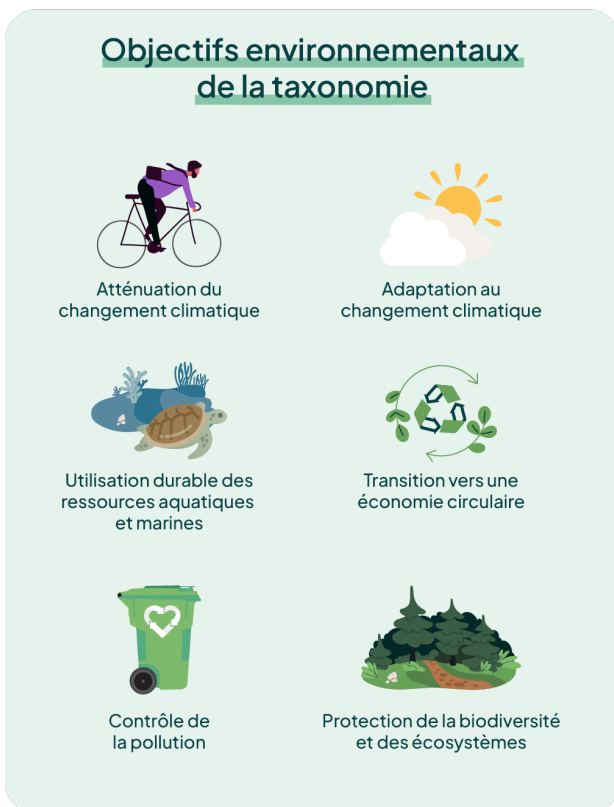 Objectifs environnementaux
de la taxonomie
Atténuation du
changement climatique
Adaptation au
changement climatique
Utilisation durable des
ressources aquatiques
et marines
Transition vers une
économie circulaire
Contrôle de
la pollution
Protection de la biodiversité
et des écosystèmes